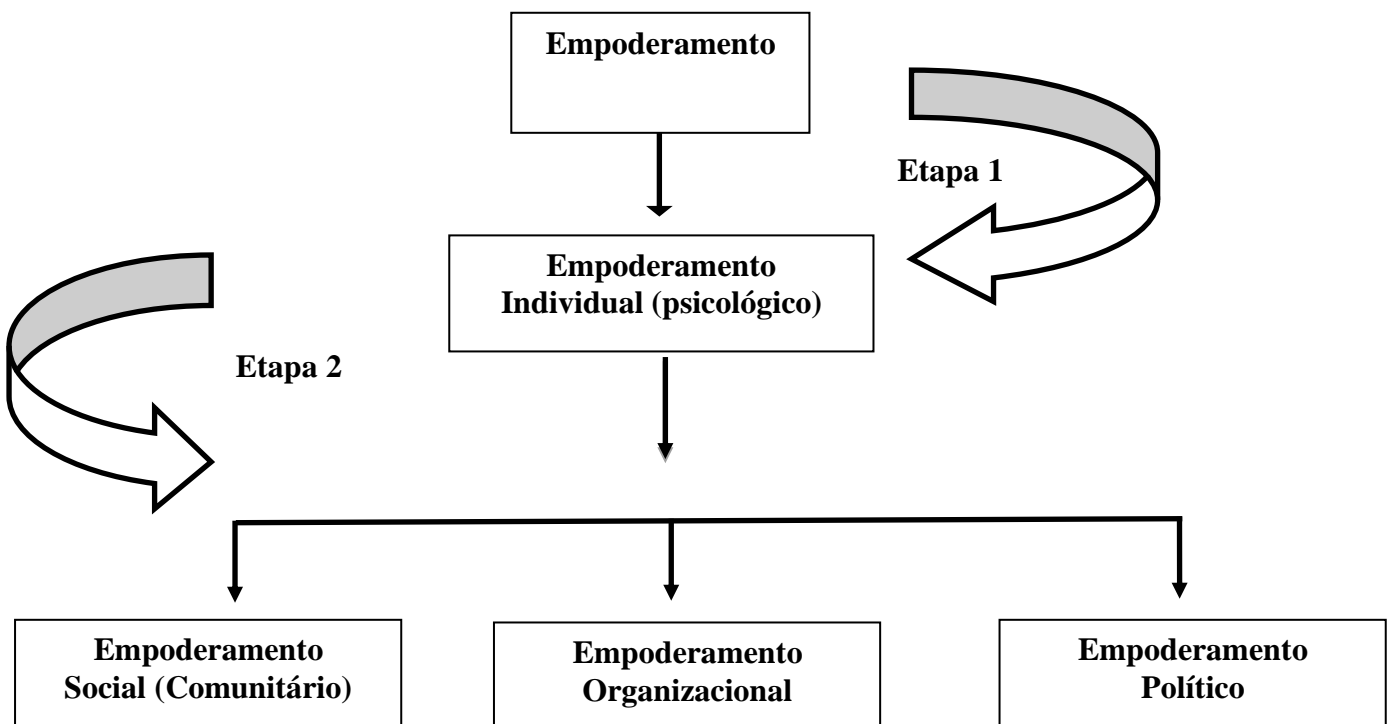 Empoderamento
Etapa 1
Empoderamento
Individual (psicológico)
Etapa 2
Empoderamento
Social (Comunitário)
Empoderamento
Organizacional
Empoderamento
Político